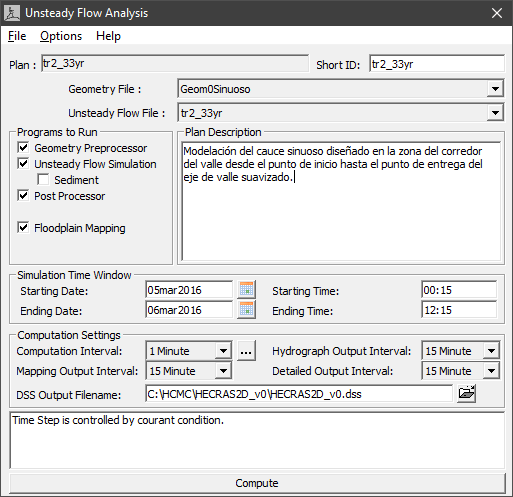 Unsteady Flow Analysis
File Options Help
Plan : tr2_33yr Short ID: tr2_33yr
Geometry File : Geom0Sinuoso
Unsteady Flow File : tr2_33yr
Programs to Run
Geometry Preprocessor
Unsteady Flow Simulation
Sediment
Post Processor
Floodplain Mapping
Plan Description
Modelación del cauce sinuoso diseñado en la zona del corredor
del valle desde el punto de inicio hasta el punto de entrega del
eje de valle suavizado.
Simulation Time Window
Starting Date: 05mar2016 Starting Time: 00:15
Ending Date: 06mar2016 Ending Time: 12:15
Computation Settings
Computation Interval: 1 Minute ... Hydrograph Output Interval: 15 Minute
Mapping Output Interval: 15 Minute Detailed Output Interval: 15 Minute
DSS Output Filename: C:\HCMC\HECRAS2D_v0\HECRAS2D_v0.dss
Time Step is controlled by courant condition.
Compute